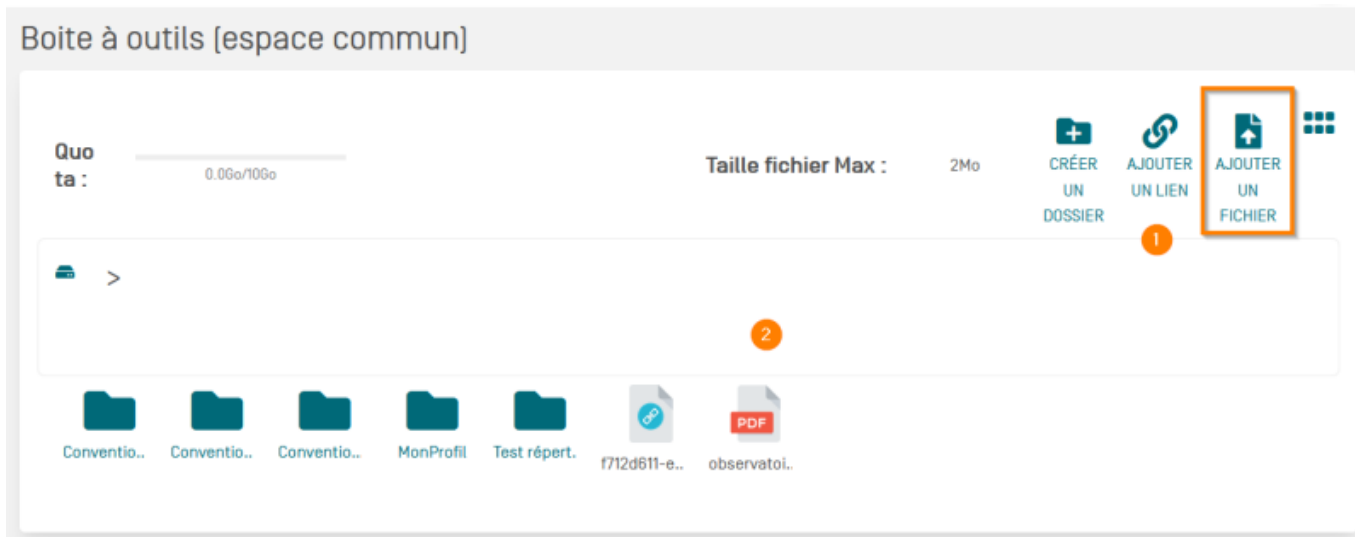 Boite à outils (espace commun)
Quo
ta :
0.0Go/10Go
Taille fichier Max :
2Mo
CRÉER
UN
DOSSIER
AJOUTER
UN LIEN
AJOUTER
UN
FICHIER
1
>
2
Conventio..
Conventio..
Conventio...
MonProfil
Test répert.
f712d611-e..
PDF
observatoi..